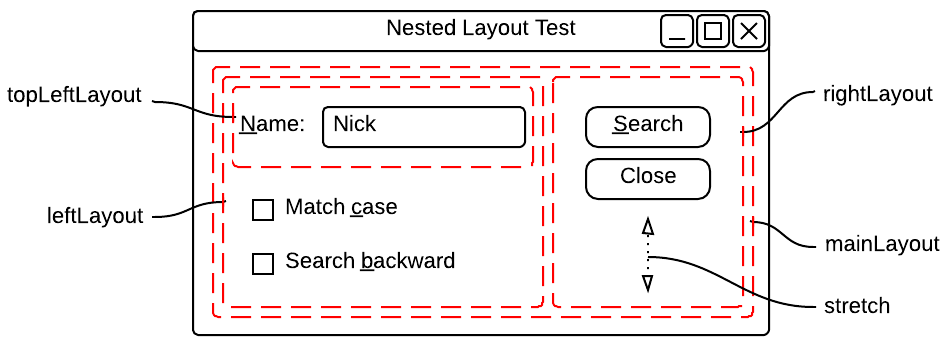 Nested Layout Test
topLeftLayout
rightLayout
Name: Nick
Search
Close
leftLayout
Match case
mainLayout
Search backward
stretch